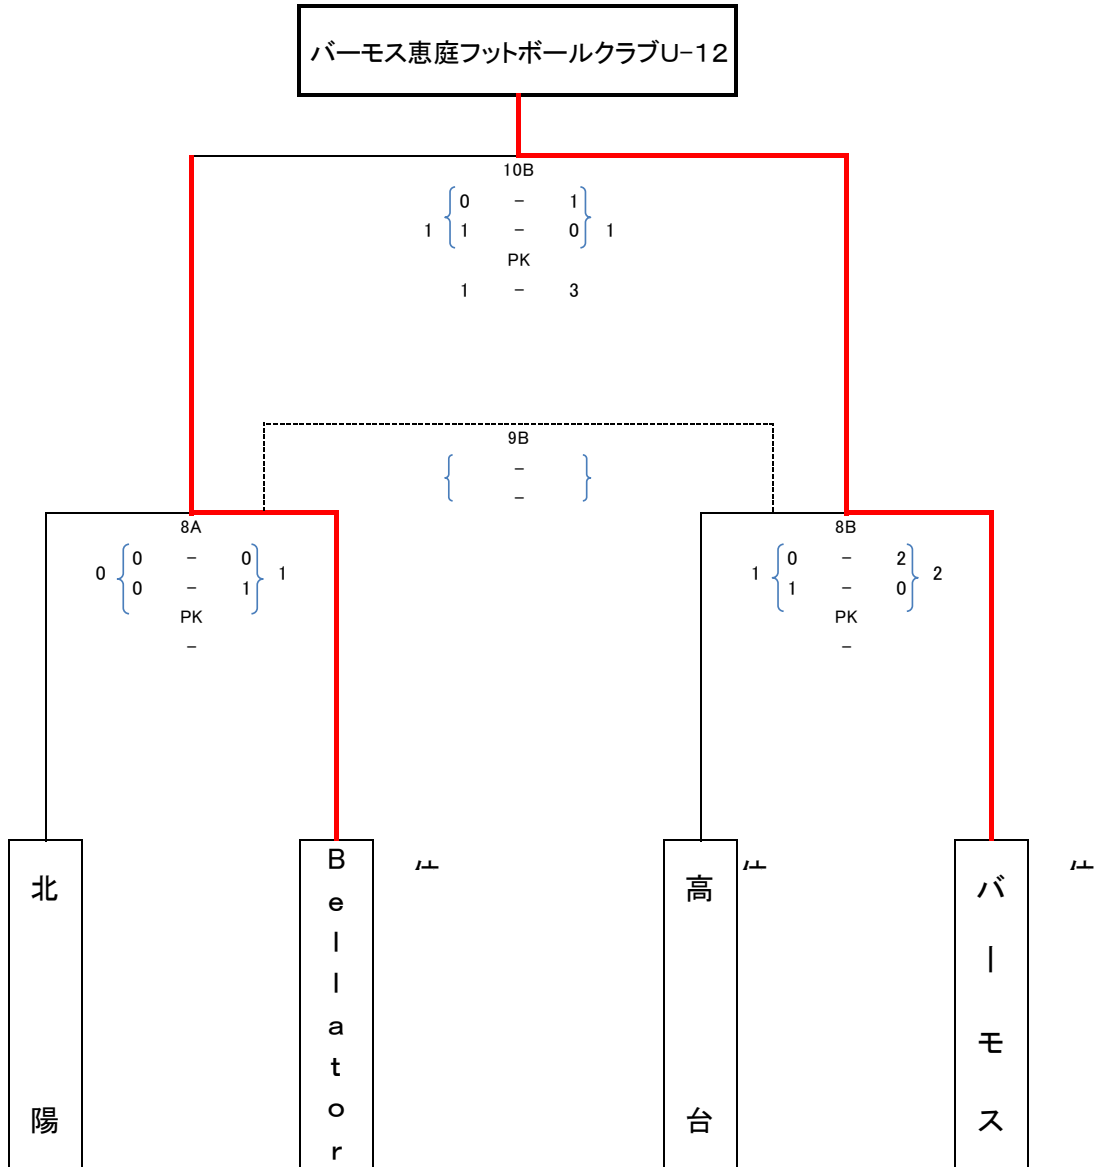 バーモス恵庭フットボールクラブU-12
10B
0 - 1
1 1 - 0 1
PK
1 - 3
9B
-
-
8A
0 - 0
0 0 - 1 1
PK
-
8B
0 - 2
1 1 - 0 2
PK
-
北陽
Bellator
高台
バーモス